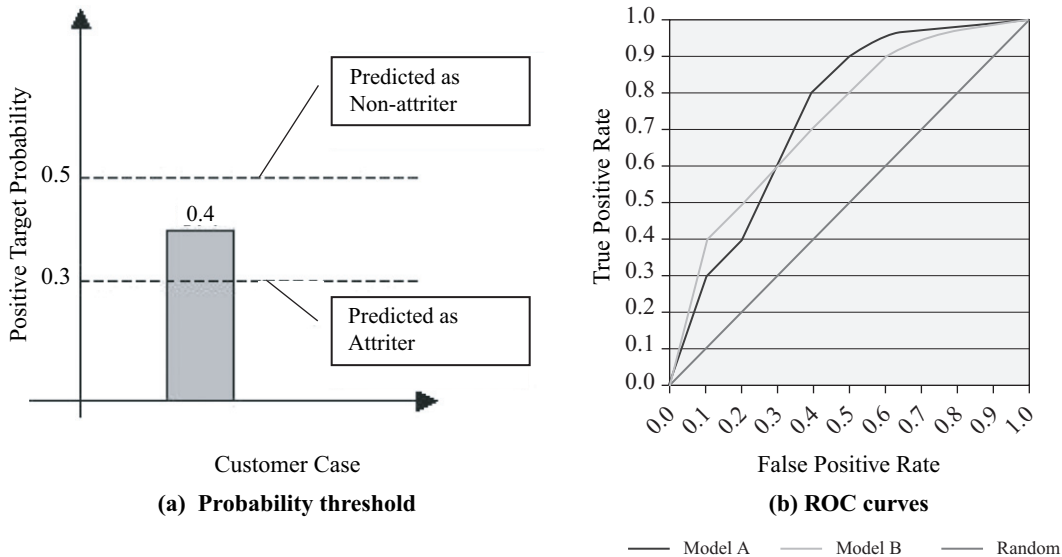 Positive Target Probability
Predicted as
Non-attriter
0.5
0.4
0.3
Predicted as
Attriter
Customer Case
(a) Probability threshold
True Positive Rate
1.0
0.9
0.8
0.7
0.6
0.5
0.4
0.3
0.2
0.1
0.0
0.0
0.1
0.2
0.3
0.4
0.5
0.6
0.7
0.8
0.9
1.0
False Positive Rate
(b) ROC curves
Model A
Model B
Random